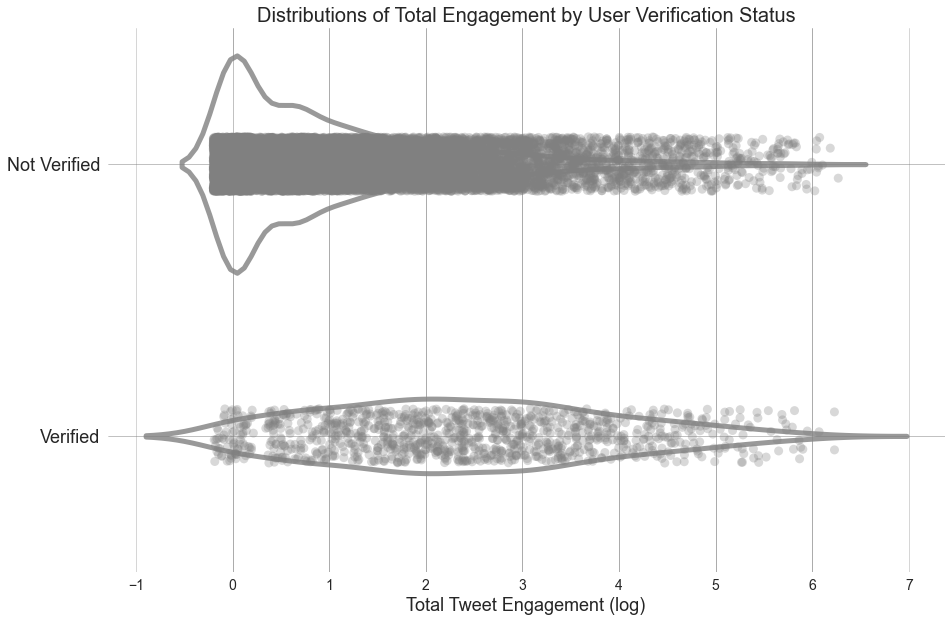 Distributions of Total Engagement by User Verification Status
Not Verified
Verified
−1 0 1 2 3 4 5 6 7
Total Tweet Engagement (log)